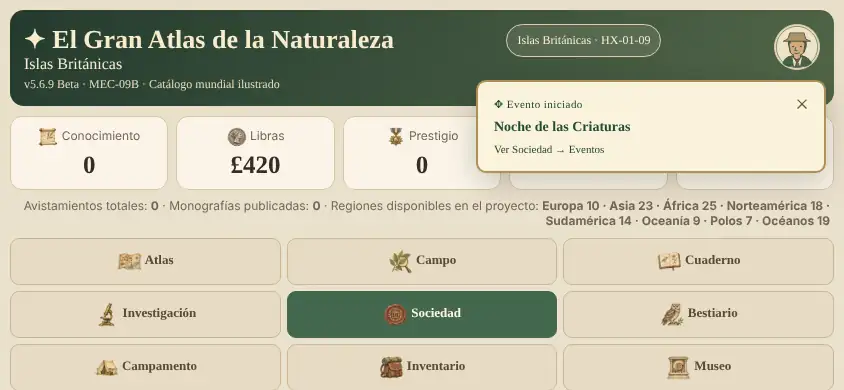 ✦ El Gran Atlas de la Naturaleza
Islas Británicas
v5.6.9 Beta · MEC-09B · Catálogo mundial ilustrado
Islas Británicas · HX-01-09
✥ Evento iniciado
Noche de las Criaturas
Ver Sociedad → Eventos
Conocimiento
0
Libras
£420
Prestigio
0
Avistamientos totales: 0 · Monografías publicadas: 0 · Regiones disponibles en el proyecto: Europa 10 · Asia 23 · África 25 · Norteamérica 18 ·
Sudamérica 14 · Oceanía 9 · Polos 7 · Océanos 19
Atlas
Campo
Cuaderno
Investigación
Sociedad
Bestiario
Campamento
Inventario
Museo